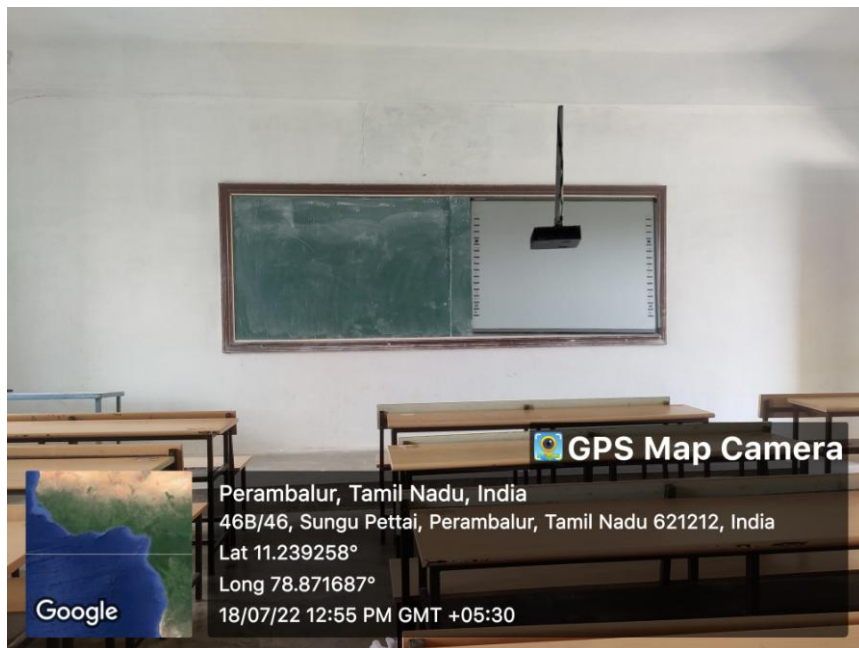 GPS Map Camera
Perambalur, Tamil Nadu, India
46B/46, Sungu Pettai, Perambalur, Tamil Nadu 621212, India
Lat 11.239258°
Long 78.871687°
18/07/22 12:55 PM GMT +05:30
Google